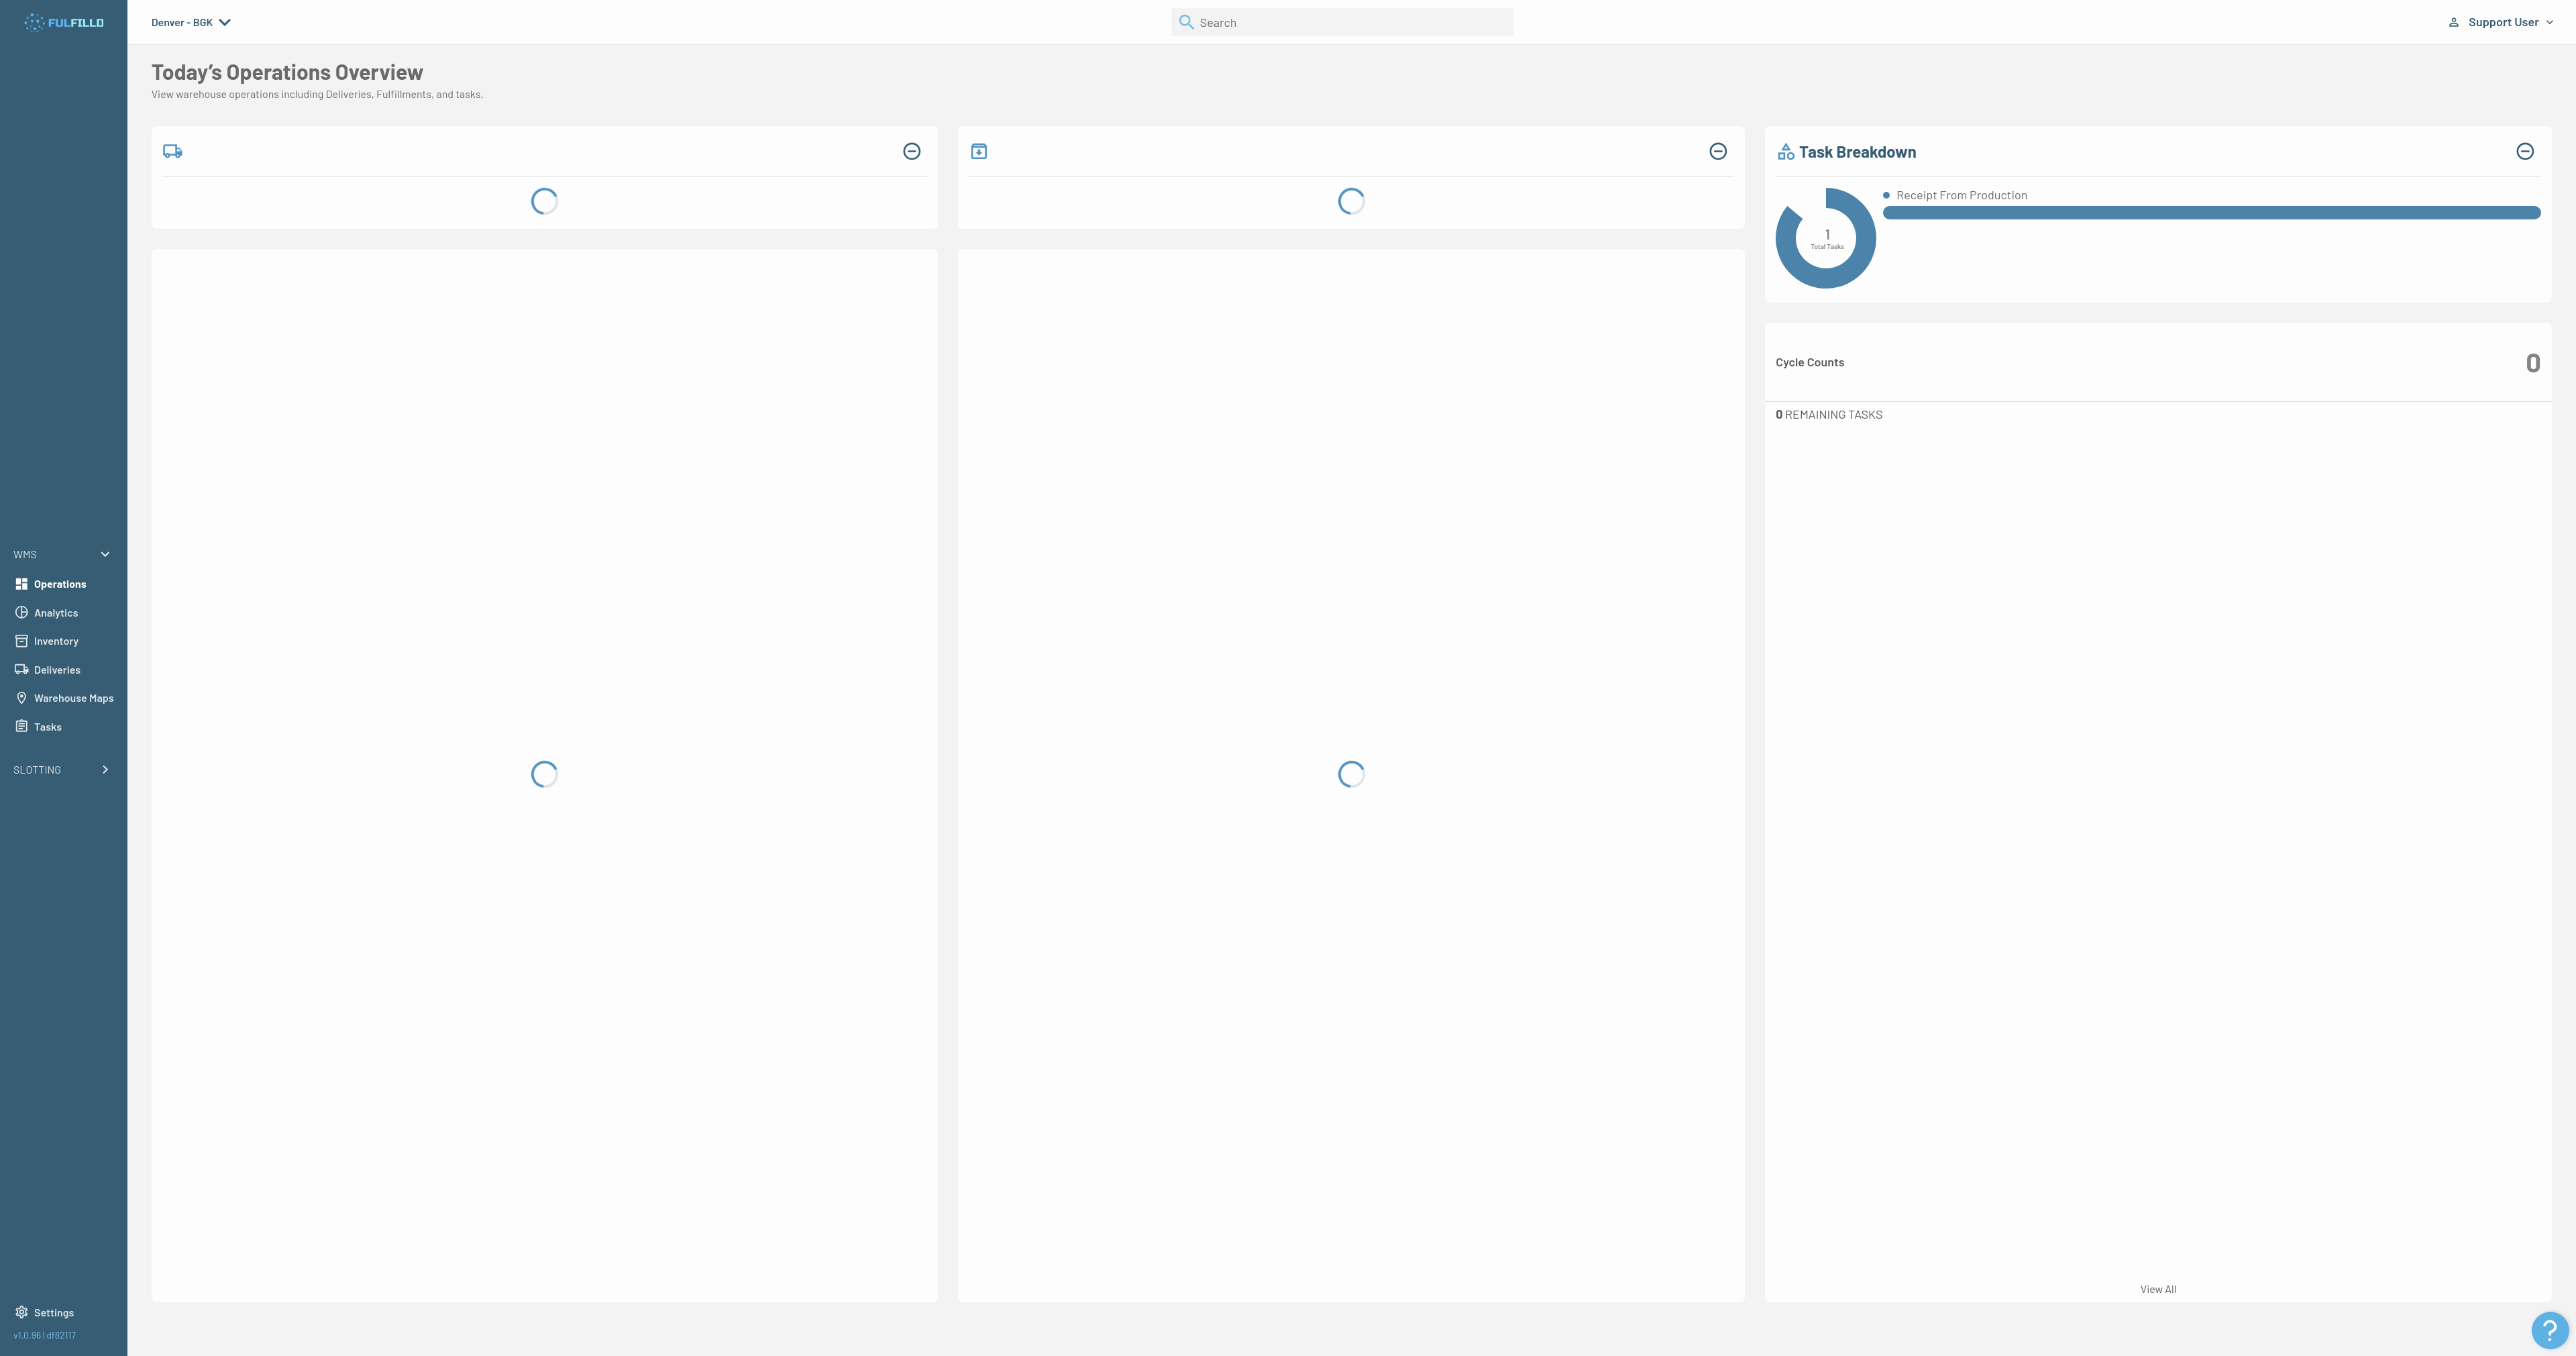 FULFILLD
Denver - BGK
Search
Support User
Today's Operations Overview
View warehouse operations including Deliveries, Fulfillments, and tasks.
Task Breakdown
Receipt From Production
1
Total Tasks
Cycle Counts
0
0 REMAINING TASKS
View All
WMS
Operations
Analytics
Inventory
Deliveries
Warehouse Maps
Tasks
SLOTTING
Settings
v1.0.96 | df82117